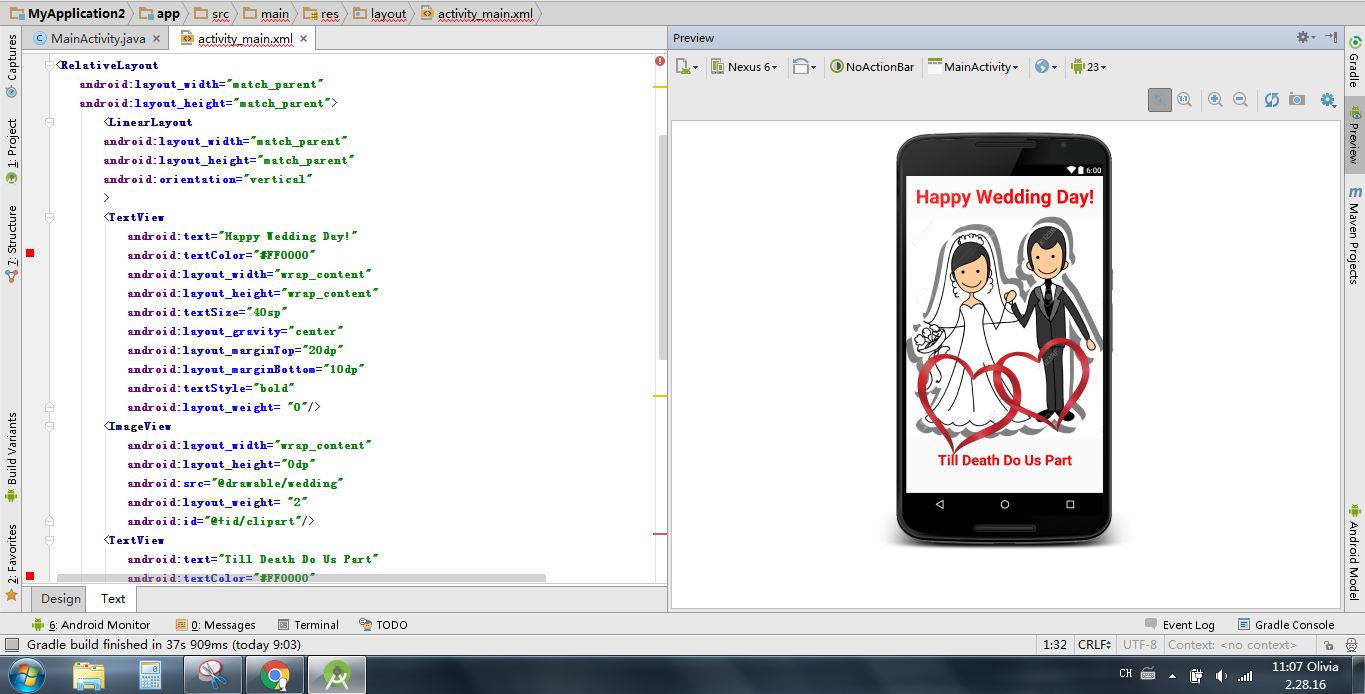 MyApplication2 app src main res layout activity_main.xml
MainActivity.java activity_main.xml
Preview
Nexus 6 NoActionBar MainActivity 23
Captures
1: Project
7: Structure
Build Variants
2: Favorites
<RelativeLayout
android:layout_width="match_parent"
android:layout_height="match_parent">
<LinearLayout
android:layout_width="match_parent"
android:layout_height="match_parent"
android:orientation="vertical"
>
<TextView
android:text="Happy Wedding Day!"
android:textColor="#FF0000"
android:layout_width="wrap_content"
android:layout_height="wrap_content"
android:textSize="40sp"
android:layout_gravity="center"
android:layout_marginTop="20dp"
android:layout_marginBottom="10dp"
android:textStyle="bold"
android:layout_weight= "0"/>
<ImageView
android:layout_width="wrap_content"
android:layout_height="0dp"
android:src="@drawable/wedding"
android:layout_weight= "2"
android:id="@+id/clipart"/>
<TextView
android:text="Till Death Do Us Part"
android:textColor="#FF0000"
6:00
Happy Wedding Day!
Till Death Do Us Part
Gradle
Preview
m Maven Projects
Android Model
Design Text
6: Android Monitor 0: Messages Terminal TODO Event Log Gradle Console
Gradle build finished in 37s 909ms (today 9:03) 1:32 CRLF UTF-8 Context: <no context>
CH 11:07 Olivia
2.28.16